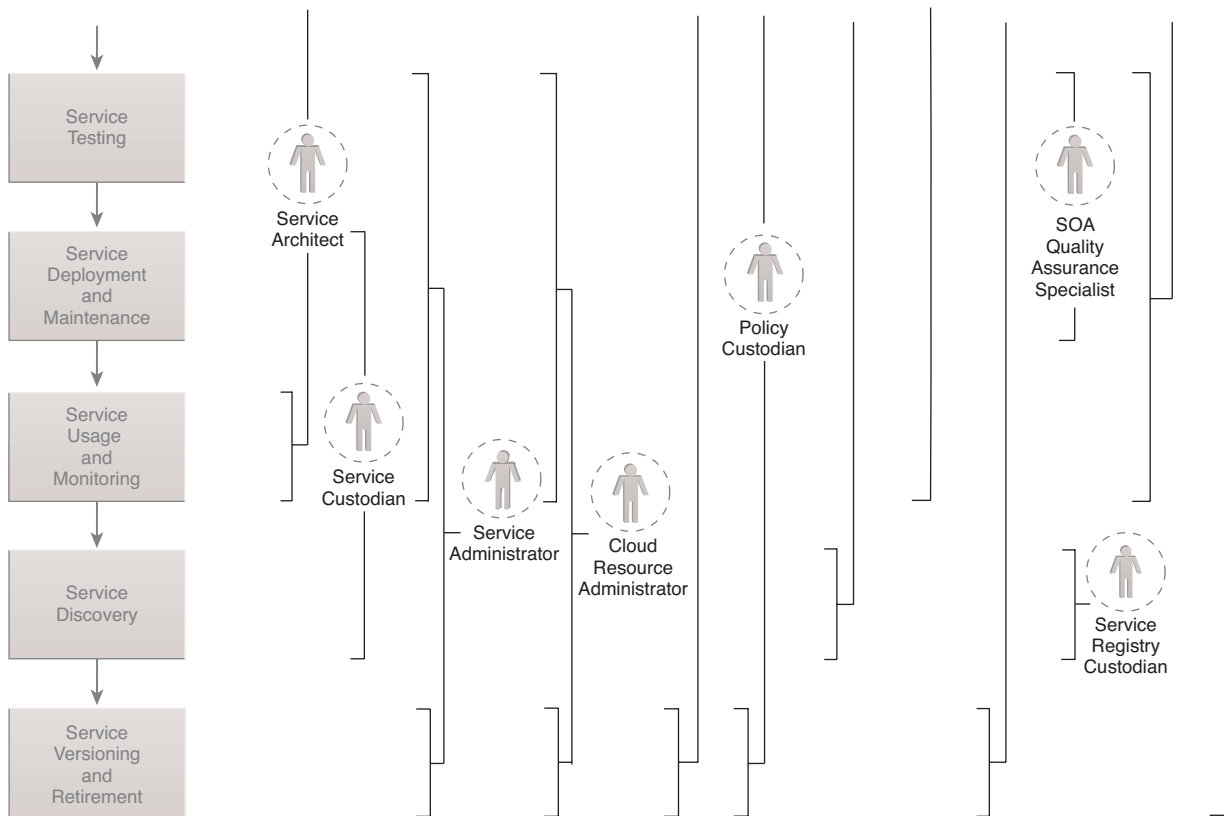 Service
Testing
Service
Deployment
and
Maintenance
Service
Usage
and
Monitoring
Service
Discovery
Service
Versioning
and
Retirement
Service
Architect
Service
Custodian
Service
Administrator
Cloud
Resource
Administrator
Policy
Custodian
SOA
Quality
Assurance
Specialist
Service
Registry
Custodian